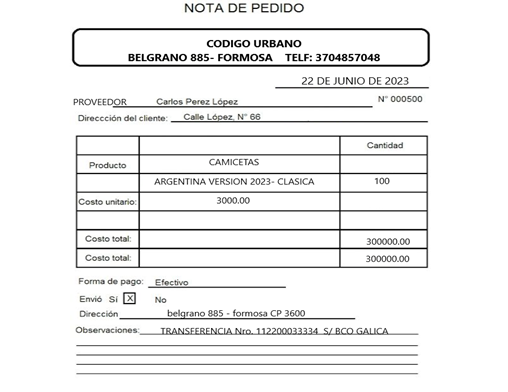 NOTA DE PEDIDO
CODIGO URBANO
BELGRANO 885- FORMOSA TELF: 3704857048
22 DE JUNIO DE 2023
PROVEEDOR Carlos Perez López N° 000500
Direccción del cliente: Calle López, N° 66
Cantidad
Producto CAMICETAS
ARGENTINA VERSION 2023- CLASICA 100
Costo unitario: 3000.00
Costo total: 300000.00
Costo total: 300000.00
Forma de pago: Efectivo
Envió Sí X No
Dirección belgrano 885 - formosa CP 3600
Observaciones: TRANSFERENCIA Nro. 112200033334 S/ BCO GALICA